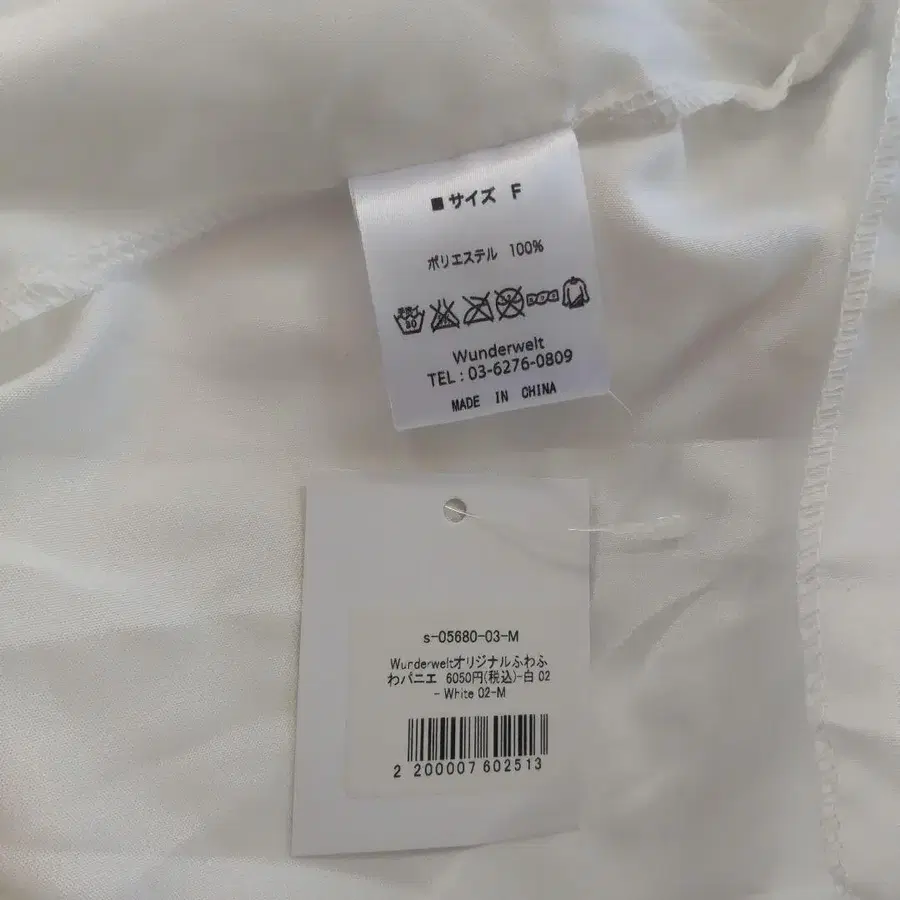 ■サイズ F
ポリエステル 100%
Wunderwelt
TEL : 03-6276-0809
MADE IN CHINA
s-05680-03-M
Wunderweltオリジナルふわふ
わパニエ 6050円(税込)-白 02
- White 02-M
2 200007 602513